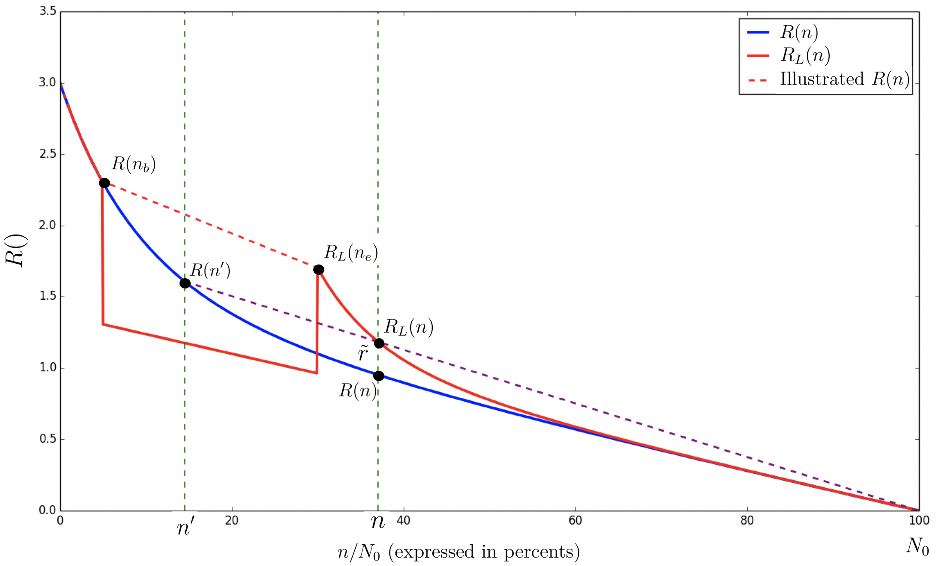 3.5
R(n)
R_L(n)
Illustrated R(n)
3.0
2.5
R(n_b)
2.0
R()
R_L(n_e)
R(n′)
1.5
R_L(n)
r̃
1.0
R(n)
0.5
0.0
0 20 40 60 80 100
n′ n
n/N_0 (expressed in percents)
N_0